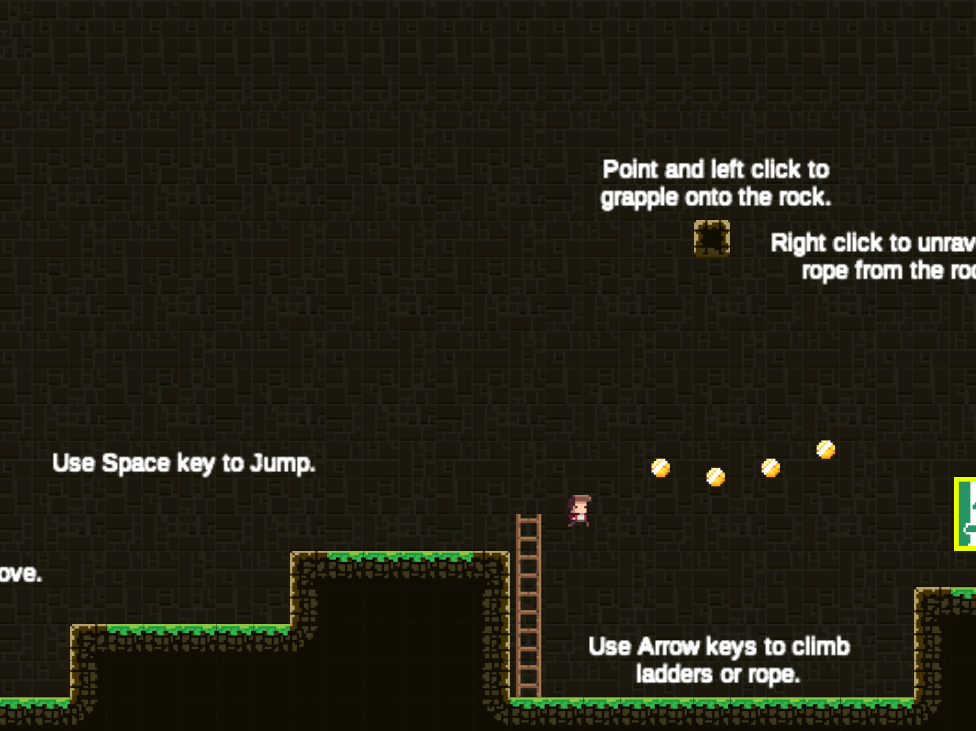 Point and left click to
grapple onto the rock.
Right click to unrav
rope from the roc
Use Space key to Jump.
ove.
Use Arrow keys to climb
ladders or rope.